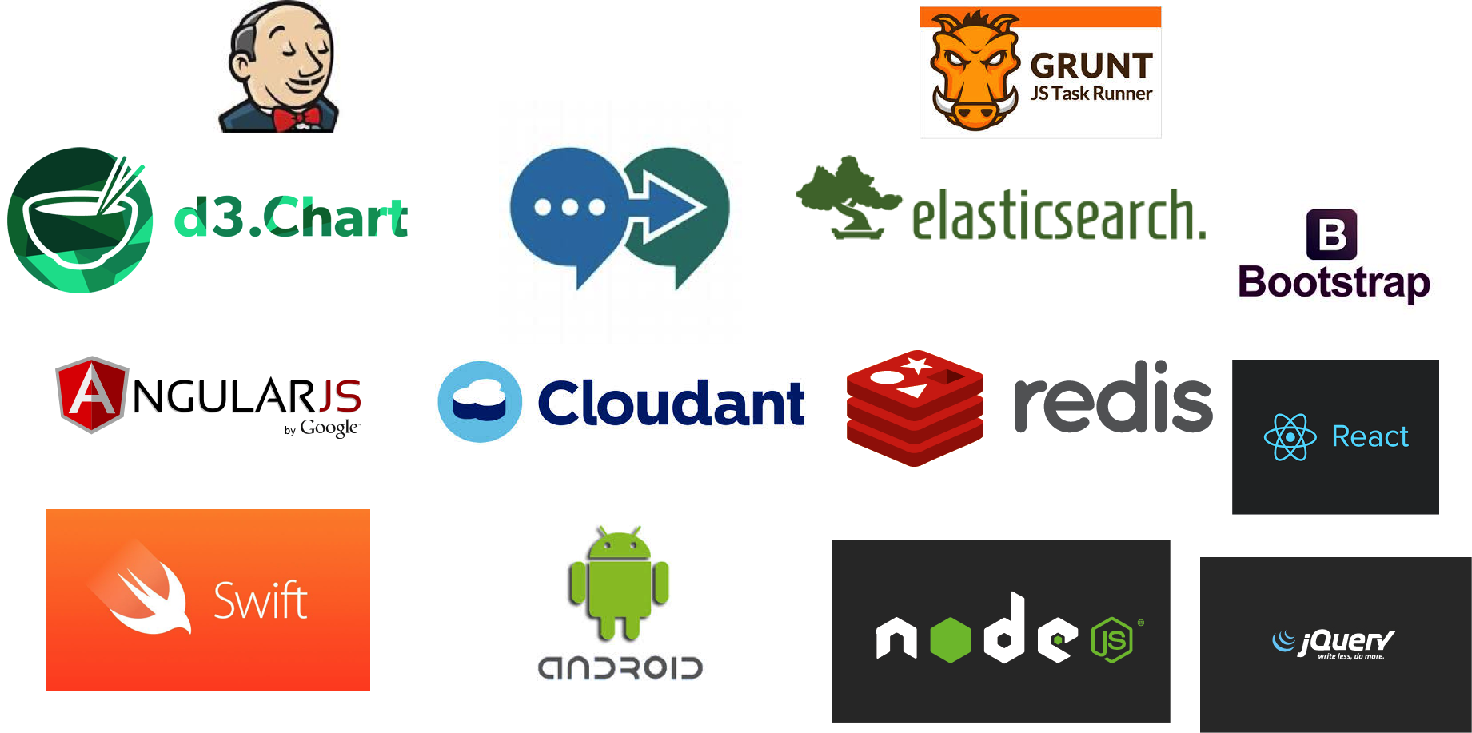 GRUNT
JS Task Runner
d3.Chart
elasticsearch.
B
Bootstrap
ANGULARJS
by Google
Cloudant
redis
React
Swift
ANDROID
node JS ®
jQuery
write less, do more.